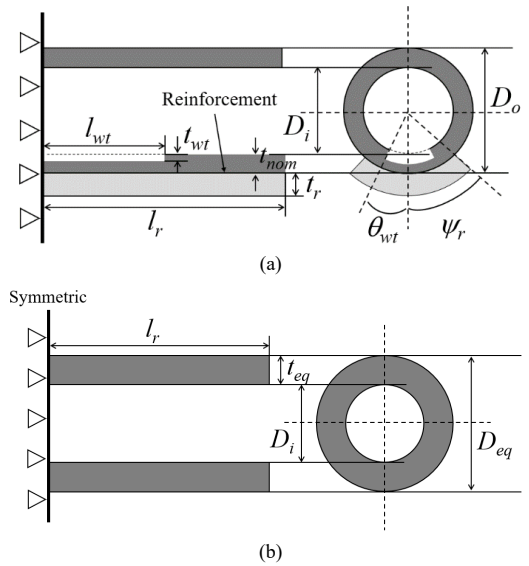 Reinforcement
l_wt
t_wt
t_nom
D_i
D_o
t_r
l_r
θ_wt
ψ_r
(a)
Symmetric
l_r
t_eq
D_i
D_eq
(b)